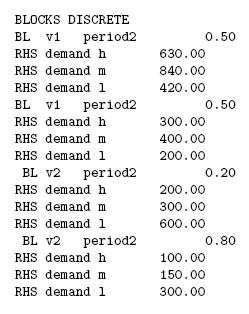 BLOCKS DISCRETE
BL v1 period2 0.50
RHS demand h 630.00
RHS demand m 840.00
RHS demand l 420.00
BL v1 period2 0.50
RHS demand h 300.00
RHS demand m 400.00
RHS demand l 200.00
BL v2 period2 0.20
RHS demand h 200.00
RHS demand m 300.00
RHS demand l 600.00
BL v2 period2 0.80
RHS demand h 100.00
RHS demand m 150.00
RHS demand l 300.00